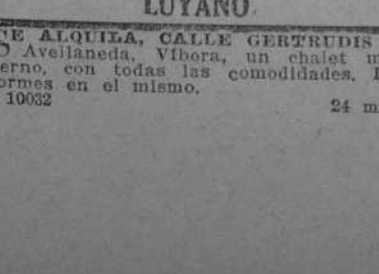 LUYANO
SE ALQUILA, CALLE GERTRUDIS
Avellaneda, Víbora, un chalet m
erno, con todas las comodidades. I
ormes en el mismo.
10032 24 m